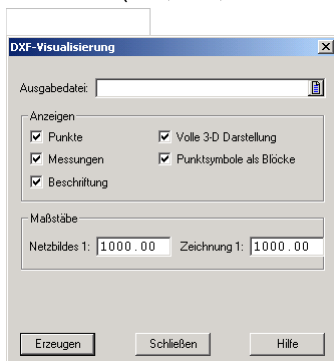 DXF-Visualisierung
Ausgabedatei:
Anzeigen
Punkte
Volle 3-D Darstellung
Messungen
Punktsymbole als Blöcke
Beschriftung
Maßstäbe
Netzbildes 1: 1000.00 Zeichnung 1: 1000.00
Erzeugen Schließen Hilfe